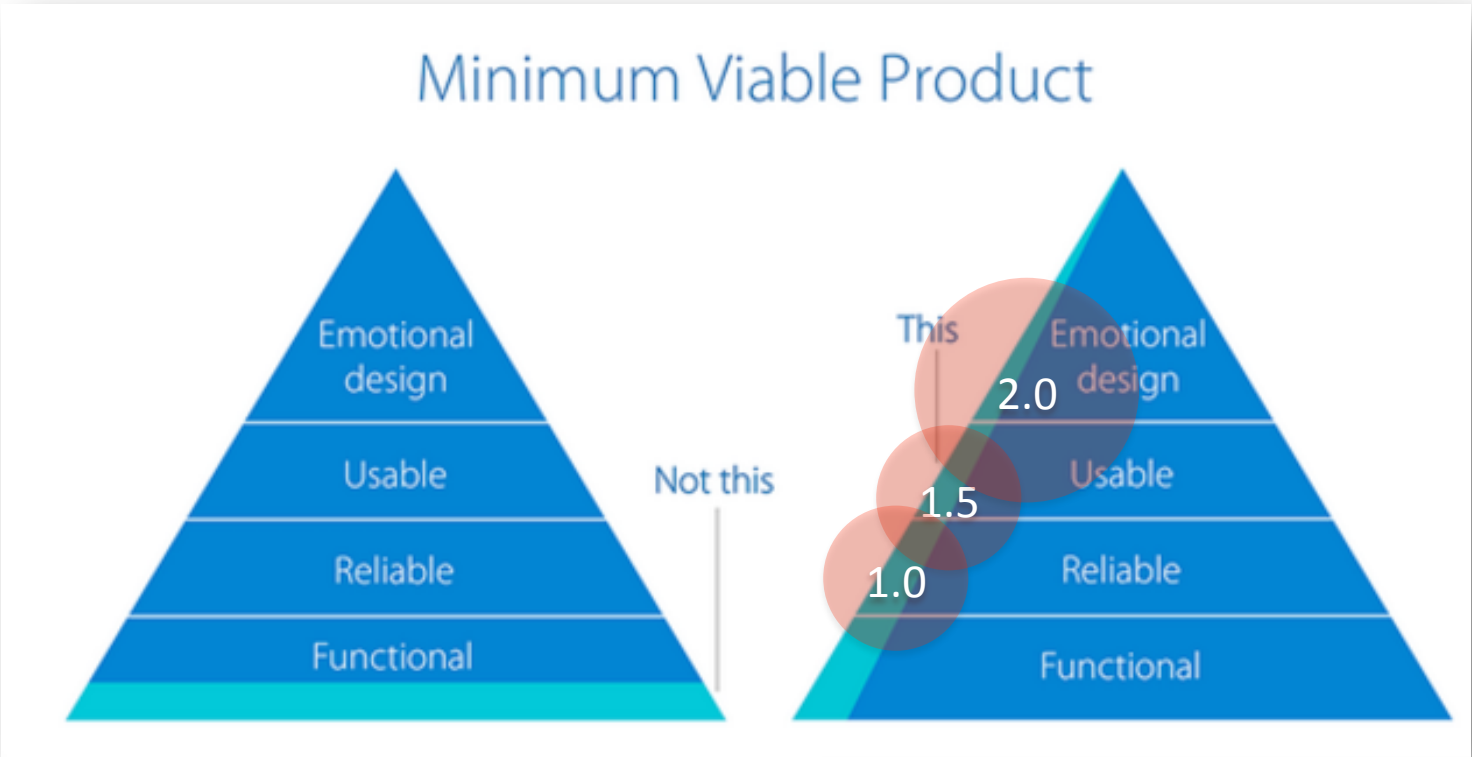 Minimum Viable Product
Emotional
design
Usable
Reliable
Functional
Not this
This
Emotional
design
Usable
Reliable
Functional
2.0
1.5
1.0